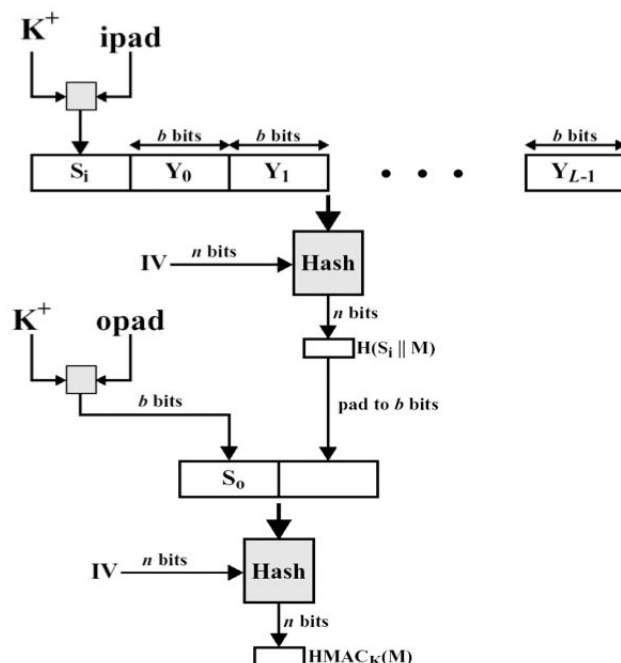 K+ ipad
b bits b bits b bits
Si Y0 Y1 • • • YL-1
IV n bits Hash
n bits
K+ opad H(Si || M)
b bits pad to b bits
So
IV n bits Hash
n bits
HMACK(M)